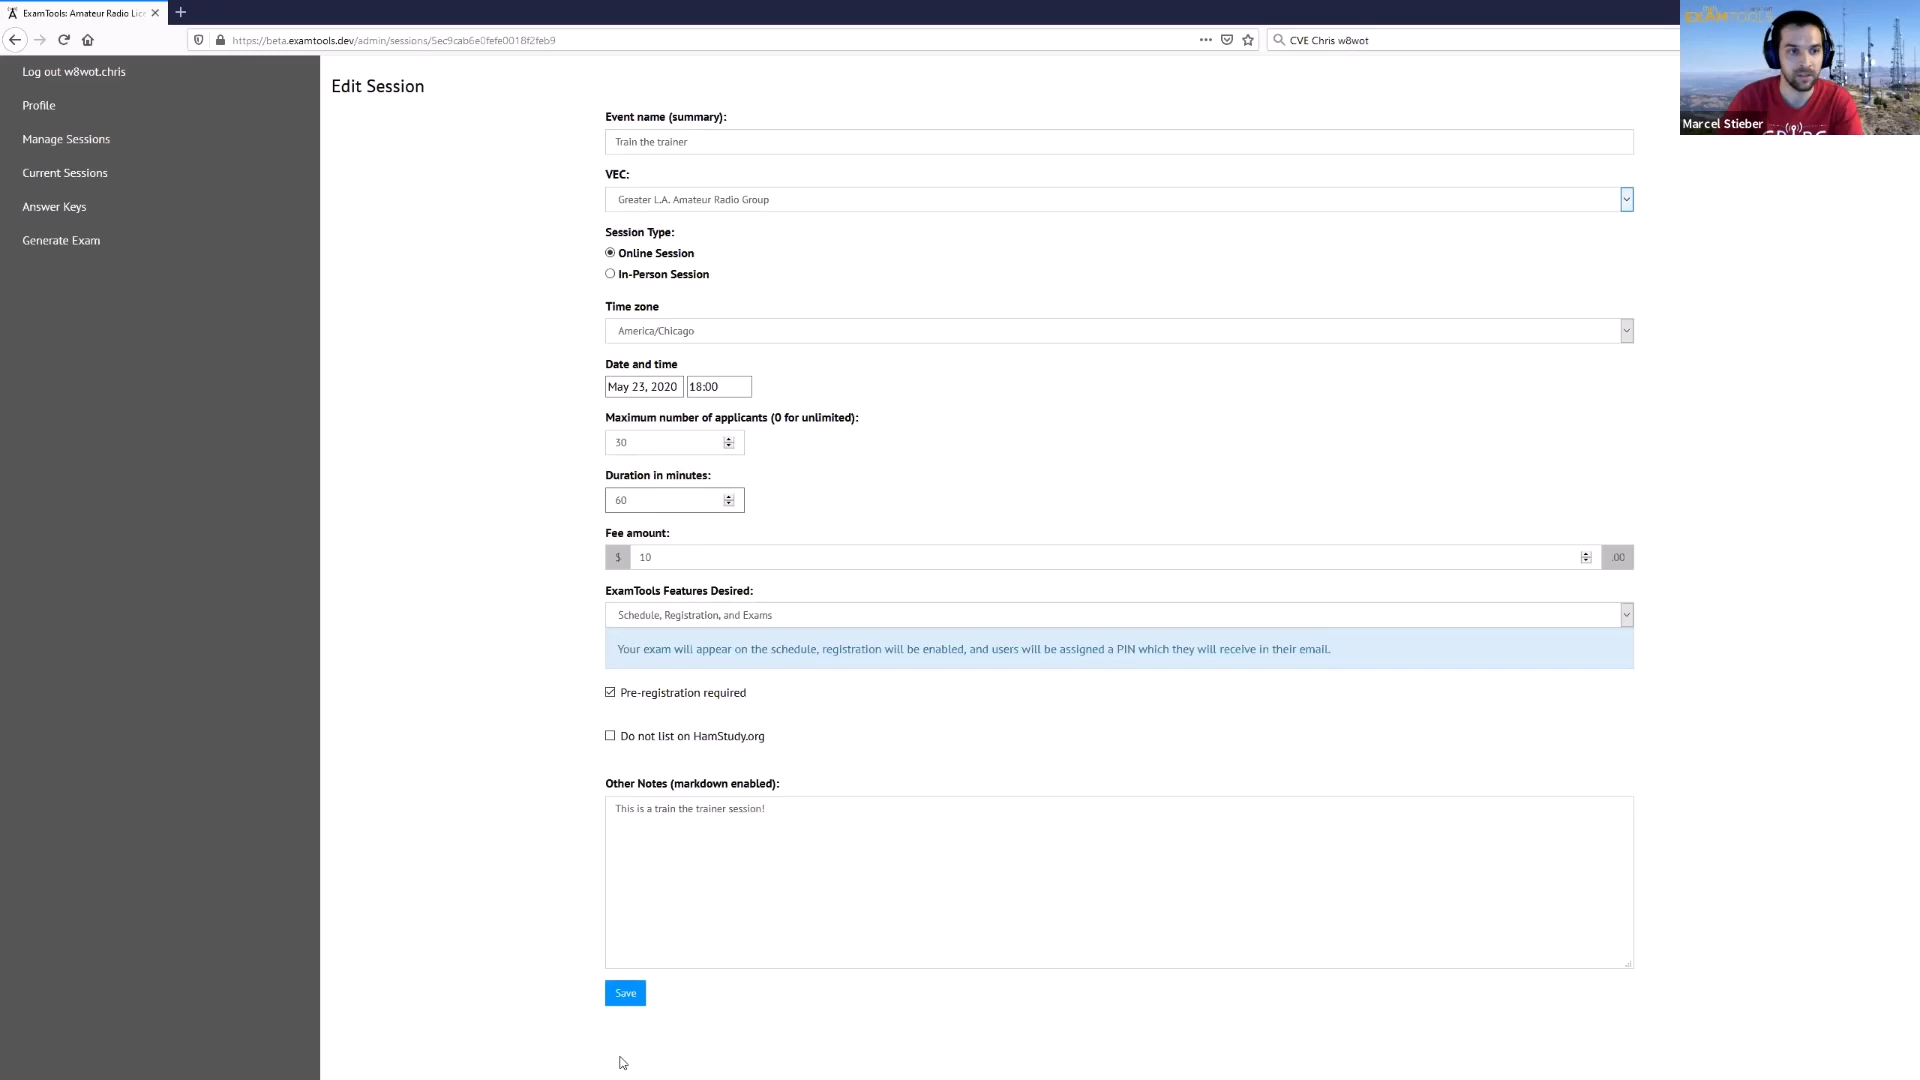 ExamTools: Amateur Radio Lice
https://beta.examtools.dev/admin/sessions/5ec9cab6e0fefe0018f2feb9
CVE Chris w8wot
EXAMTOOLS
Marcel Stieber
Log out w8wot.chris
Profile
Manage Sessions
Current Sessions
Answer Keys
Generate Exam
Edit Session
Event name (summary):
Train the trainer
VEC:
Greater L.A. Amateur Radio Group
Session Type:
Online Session
In-Person Session
Time zone
America/Chicago
Date and time
May 23, 2020 18:00
Maximum number of applicants (0 for unlimited):
30
Duration in minutes:
60
Fee amount:
$ 10 .00
ExamTools Features Desired:
Schedule, Registration, and Exams
Your exam will appear on the schedule, registration will be enabled, and users will be assigned a PIN which they will receive in their email.
Pre-registration required
Do not list on HamStudy.org
Other Notes (markdown enabled):
This is a train the trainer session!
Save